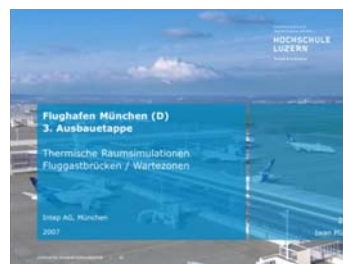 HOCHSCHULE
LUZERN
Flughafen München (D)
3. Ausbauetappe
Thermische Raumsimulationen
Fluggastbrücken / Wartezonen
Intep AG, München
2007